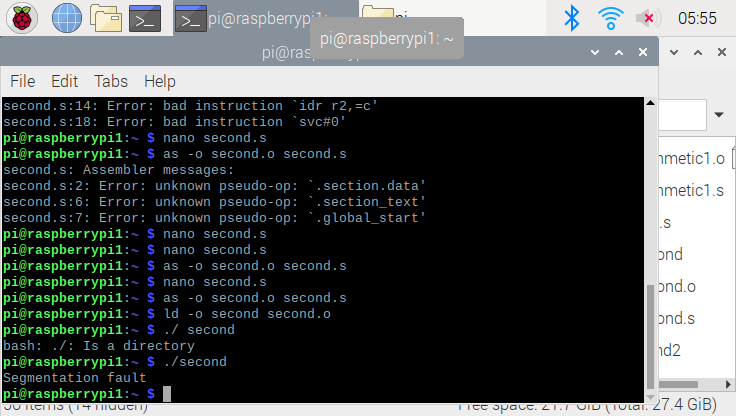 pi@raspberrypi1:
pi
05:55
pi@raspberrypi1: ~
File Edit Tabs Help
second.s:14: Error: bad instruction `idr r2,=c'
second.s:18: Error: bad instruction `svc#0'
pi@raspberrypi1:~ $ nano second.s
pi@raspberrypi1:~ $ as -o second.o second.s
second.s: Assembler messages:
second.s:2: Error: unknown pseudo-op: `.section.data'
second.s:6: Error: unknown pseudo-op: `.section_text'
second.s:7: Error: unknown pseudo-op: `.global_start'
pi@raspberrypi1:~ $ nano second.s
pi@raspberrypi1:~ $ nano second.s
pi@raspberrypi1:~ $ as -o second.o second.s
pi@raspberrypi1:~ $ nano second.s
pi@raspberrypi1:~ $ as -o second.o second.s
pi@raspberrypi1:~ $ ld -o second second.o
pi@raspberrypi1:~ $ ./ second
bash: ./: Is a directory
pi@raspberrypi1:~ $ ./second
Segmentation fault
pi@raspberrypi1:~ $
nmetic1.o
nmetic1.s
.s
ond
ond.o
ond.s
nd2
50 items (14 hidden)
Free space: 21.7 GiB (Total: 27.4 GiB)